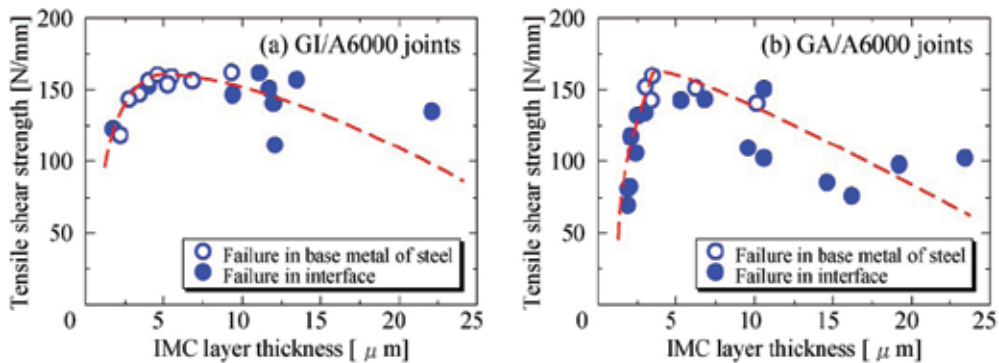 Tensile shear strength [N/mm]
200
150
100
50
0
5
10
15
20
25
IMC layer thickness [ μ m]
(a) GI/A6000 joints
Failure in base metal of steel
Failure in interface
Tensile shear strength [N/mm]
200
150
100
50
0
5
10
15
20
25
IMC layer thickness [ μ m]
(b) GA/A6000 joints
Failure in base metal of steel
Failure in interface